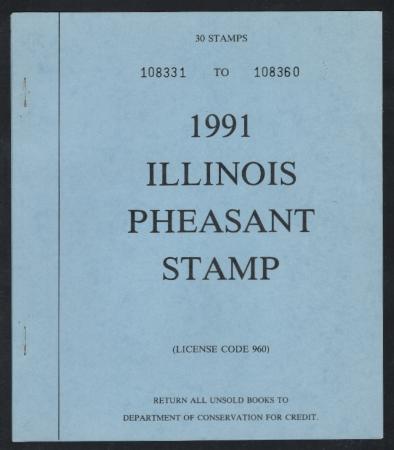 30 STAMPS
108331 TO 108360
1991
ILLINOIS
PHEASANT
STAMP
(LICENSE CODE 960)
RETURN ALL UNSOLD BOOKS TO
DEPARTMENT OF CONSERVATION FOR CREDIT.